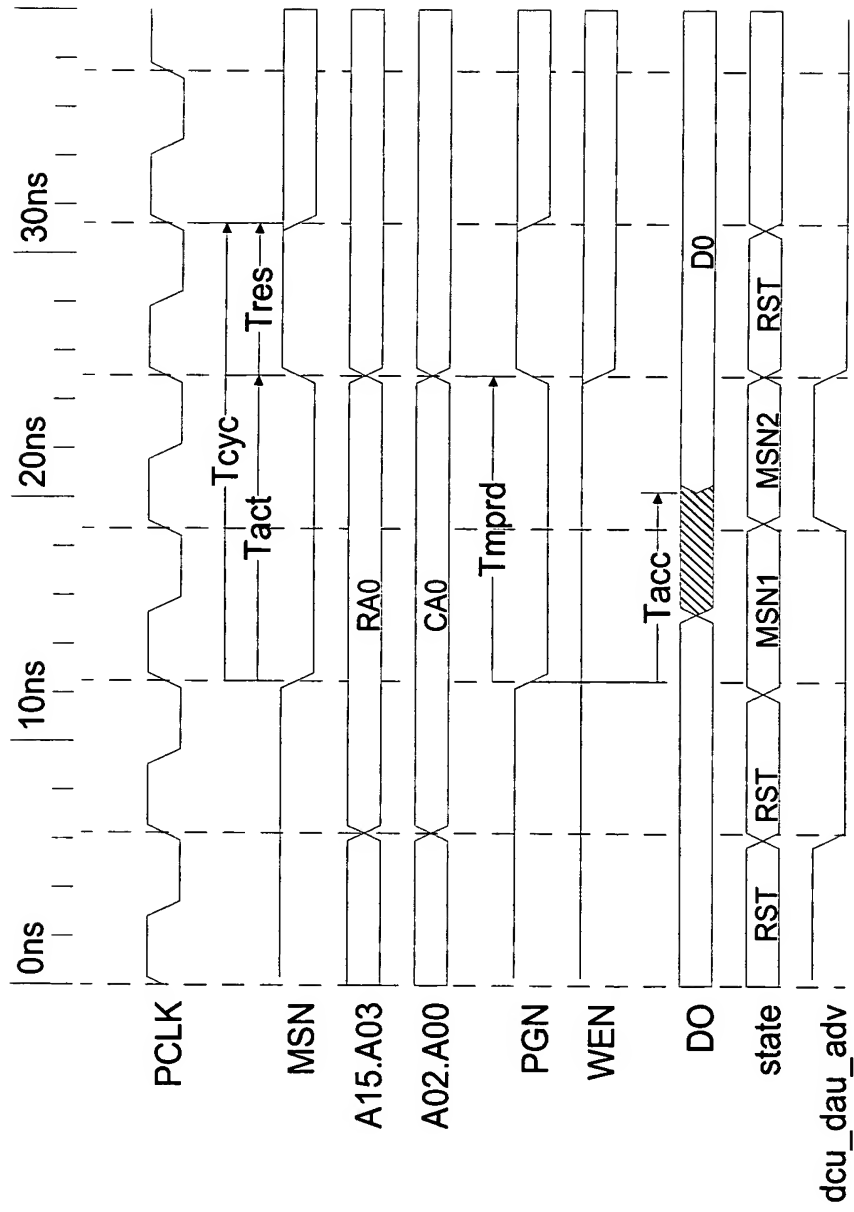 0ns 10ns 20ns 30ns
PCLK
Tcyc
Tact Tres
MSN
A15.A03 RA0
A02.A00 CA0
Tmprd
PGN
WEN
Tacc
DO D0
state RST RST MSN1 MSN2 RST
dcu_dau_adv